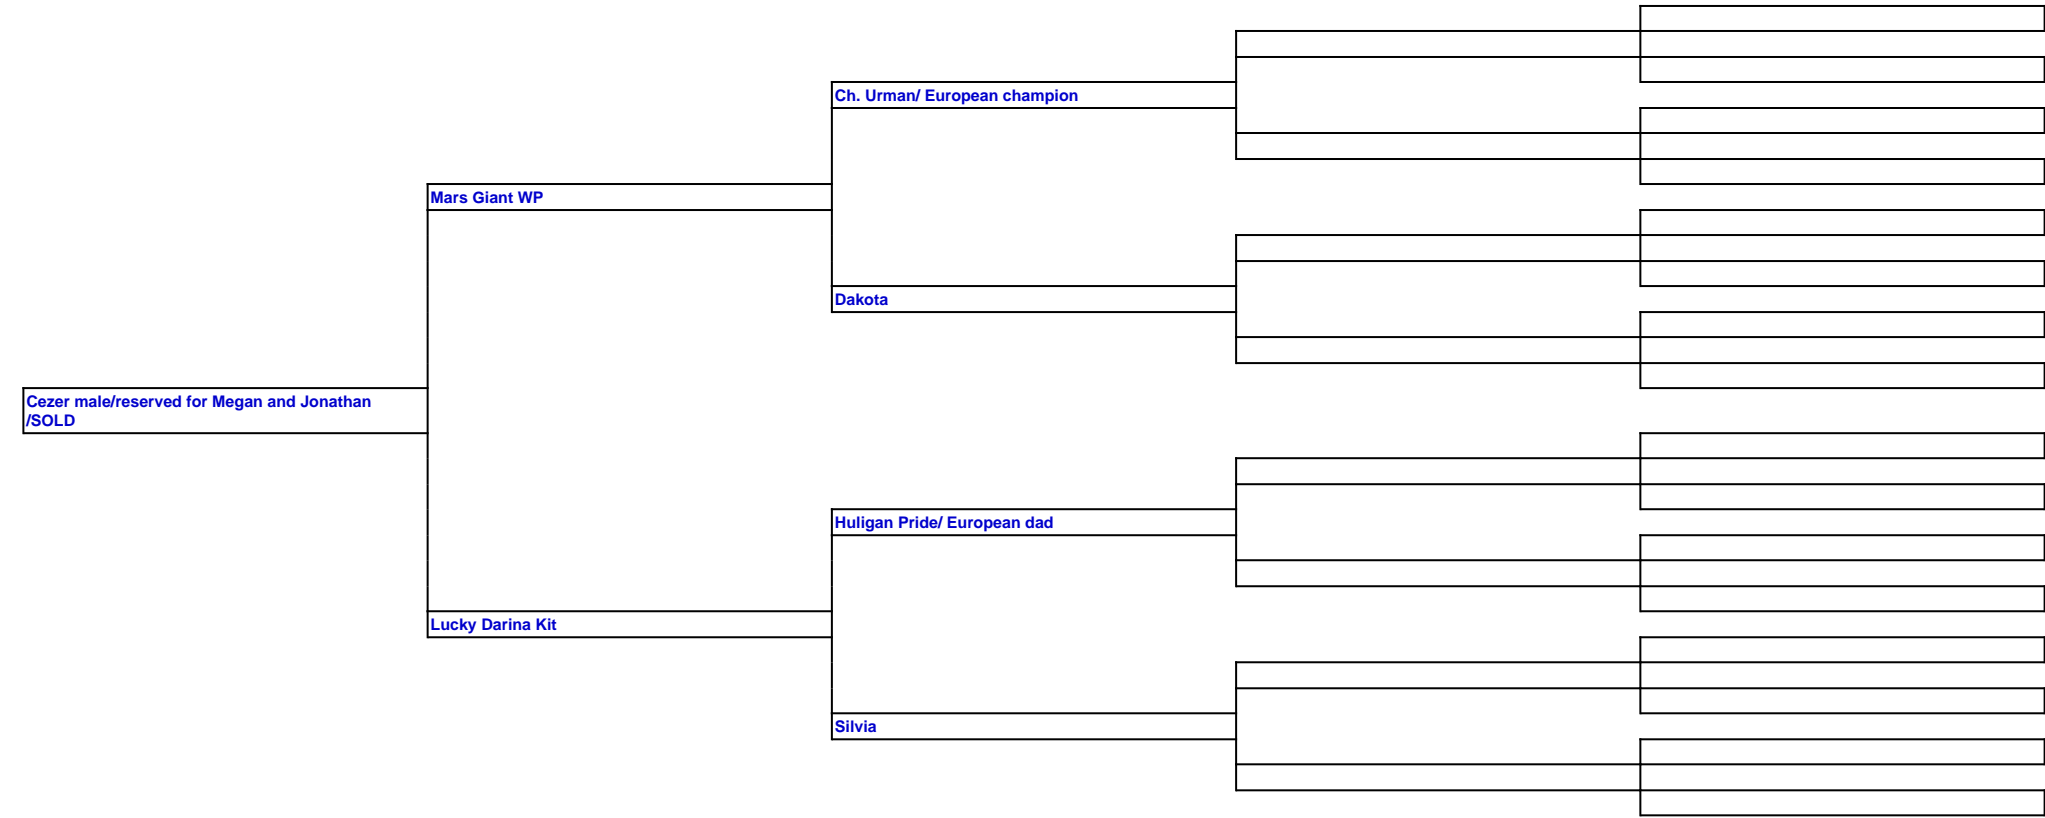 Ch. Urman/ European champion
Mars Giant WP
Dakota
Cezer male/reserved for Megan and Jonathan
/SOLD
Huligan Pride/ European dad
Lucky Darina Kit
Silvia